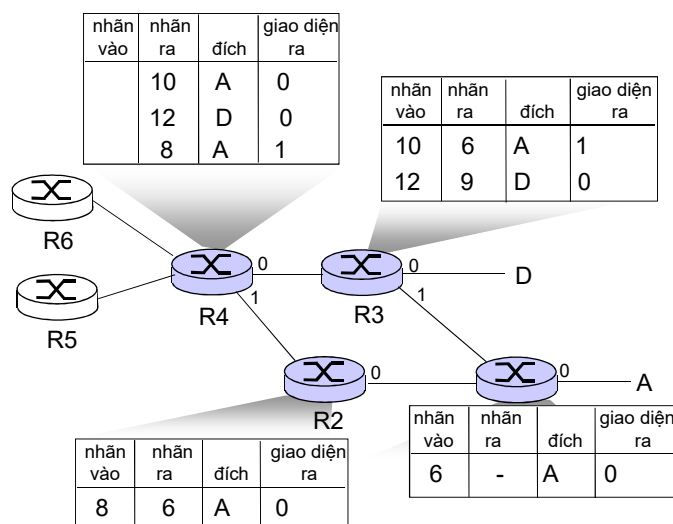 nhãn vào nhãn ra đích giao diện ra
10 A 0
12 D 0
8 A 1
nhãn vào nhãn ra đích giao diện ra
10 6 A 1
12 9 D 0
R6
R5
R4
0
1
R3
0
1
D
R2
0
0
A
nhãn vào nhãn ra đích giao diện ra
8 6 A 0
nhãn vào nhãn ra đích giao diện ra
6 - A 0